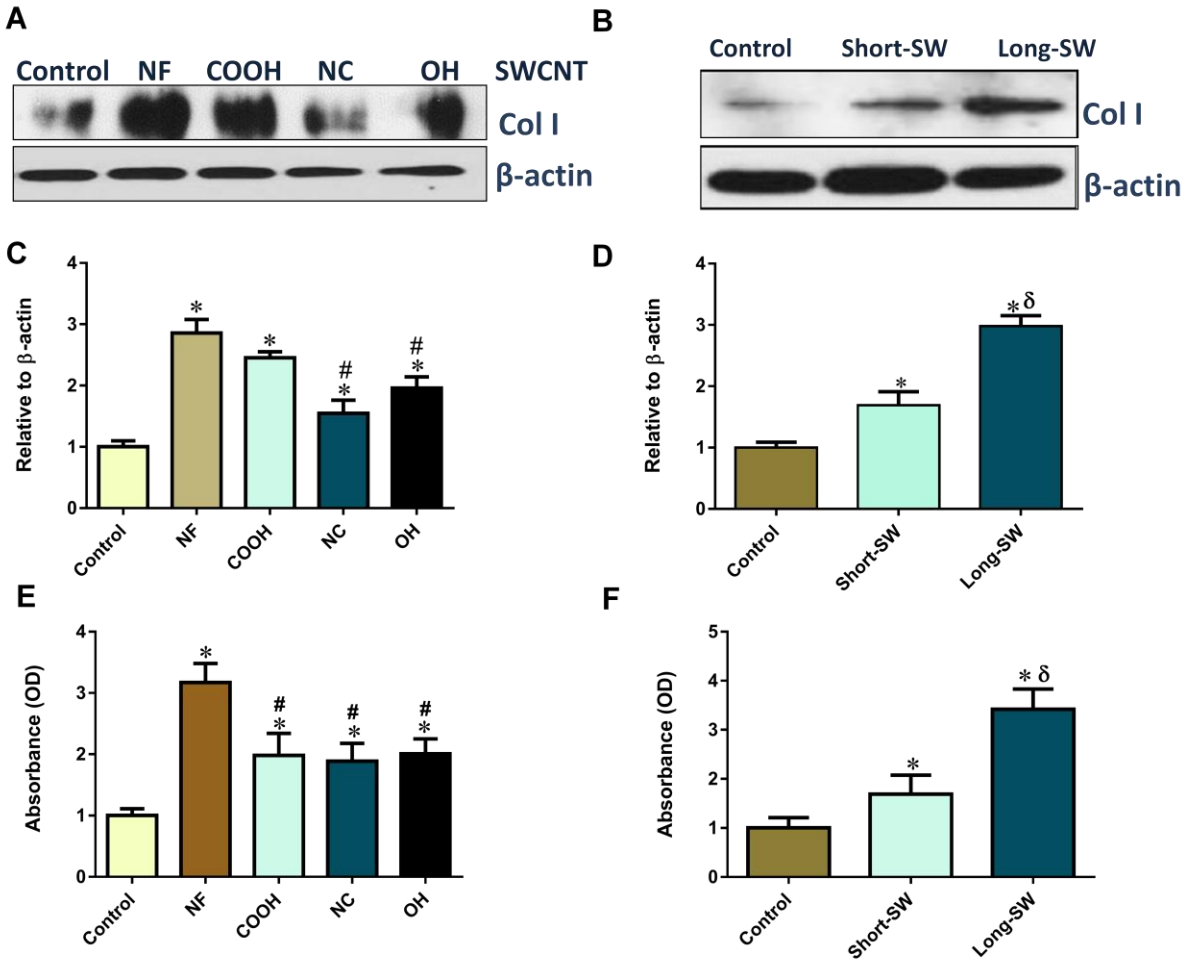 A
Control NF COOH NC OH SWCNT
Col I
β-actin
B
Control Short-SW Long-SW
Col I
β-actin
C
Relative to β-actin
4
3
2
1
0
*
*
#
*
#
*
Control NF COOH NC OH
D
Relative to β-actin
4
3
2
1
0
*
*δ
Control Short-SW Long-SW
E
Absorbance (OD)
4
3
2
1
0
*
#
*
#
*
#
*
Control NF COOH NC OH
F
Absorbance (OD)
5
4
3
2
1
0
*
* δ
Control Short-SW Long-SW